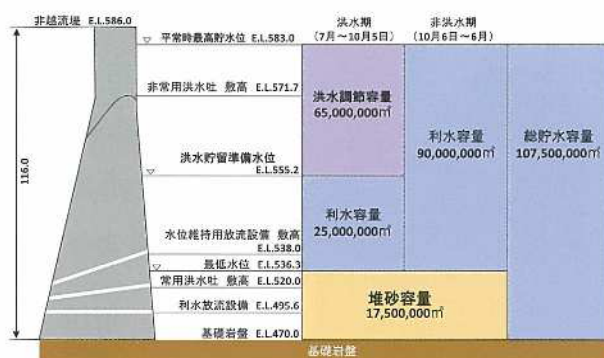 非越流堤 E.L.586.0
洪水期
(7月～10月5日)
非洪水期
(10月6日～6月)
平常時最高貯水位 E.L.583.0
非常用洪水吐 敷高 E.L.571.7
洪水調節容量
65,000,000㎥
利水容量
90,000,000㎥
総貯水容量
107,500,000㎥
洪水貯留準備水位
E.L.555.2
116.0
利水容量
25,000,000㎥
水位維持用放流設備 敷高
E.L.538.0
最低水位 E.L.536.3
常用洪水吐 敷高 E.L.520.0
堆砂容量
17,500,000㎥
利水放流設備 E.L.495.6
基礎岩盤 E.L.470.0
基礎岩盤